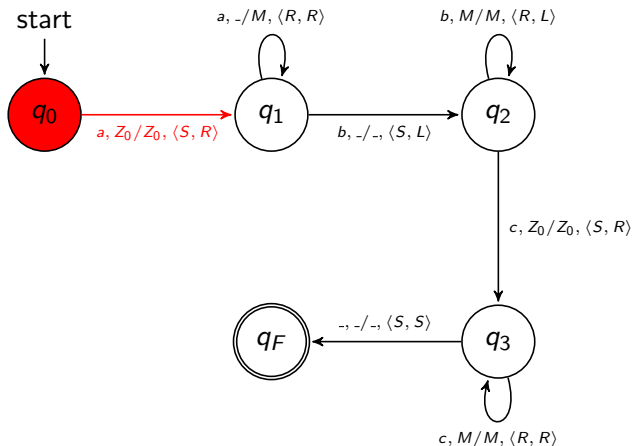 start
a, _/M, ⟨R, R⟩
b, M/M, ⟨R, L⟩
q0
q1
q2
a, Z0/Z0, ⟨S, R⟩
b, _/_, ⟨S, L⟩
c, Z0/Z0, ⟨S, R⟩
qF
_, _/_, ⟨S, S⟩
q3
c, M/M, ⟨R, R⟩